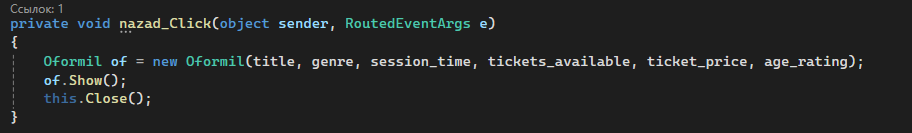 Ссылок: 1
private void nazad_Click(object sender, RoutedEventArgs e)
{
Oformil of = new Oformil(title, genre, session_time, tickets_available, ticket_price, age_rating);
of.Show();
this.Close();
}